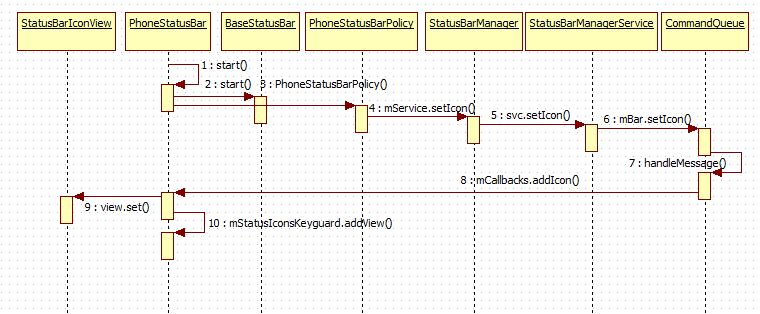 StatusBarIconView
PhoneStatusBar
BaseStatusBar
PhoneStatusBarPolicy
StatusBarManager
StatusBarManagerService
CommandQueue
1 : start()
2 : start()
3 : PhoneStatusBarPolicy()
4 : mService.setIcon()
5 : svc.setIcon()
6 : mBar.setIcon()
7 : handleMessage()
8 : mCallbacks.addIcon()
9 : view.set()
10 : mStatusIconsKeyguard.addView()